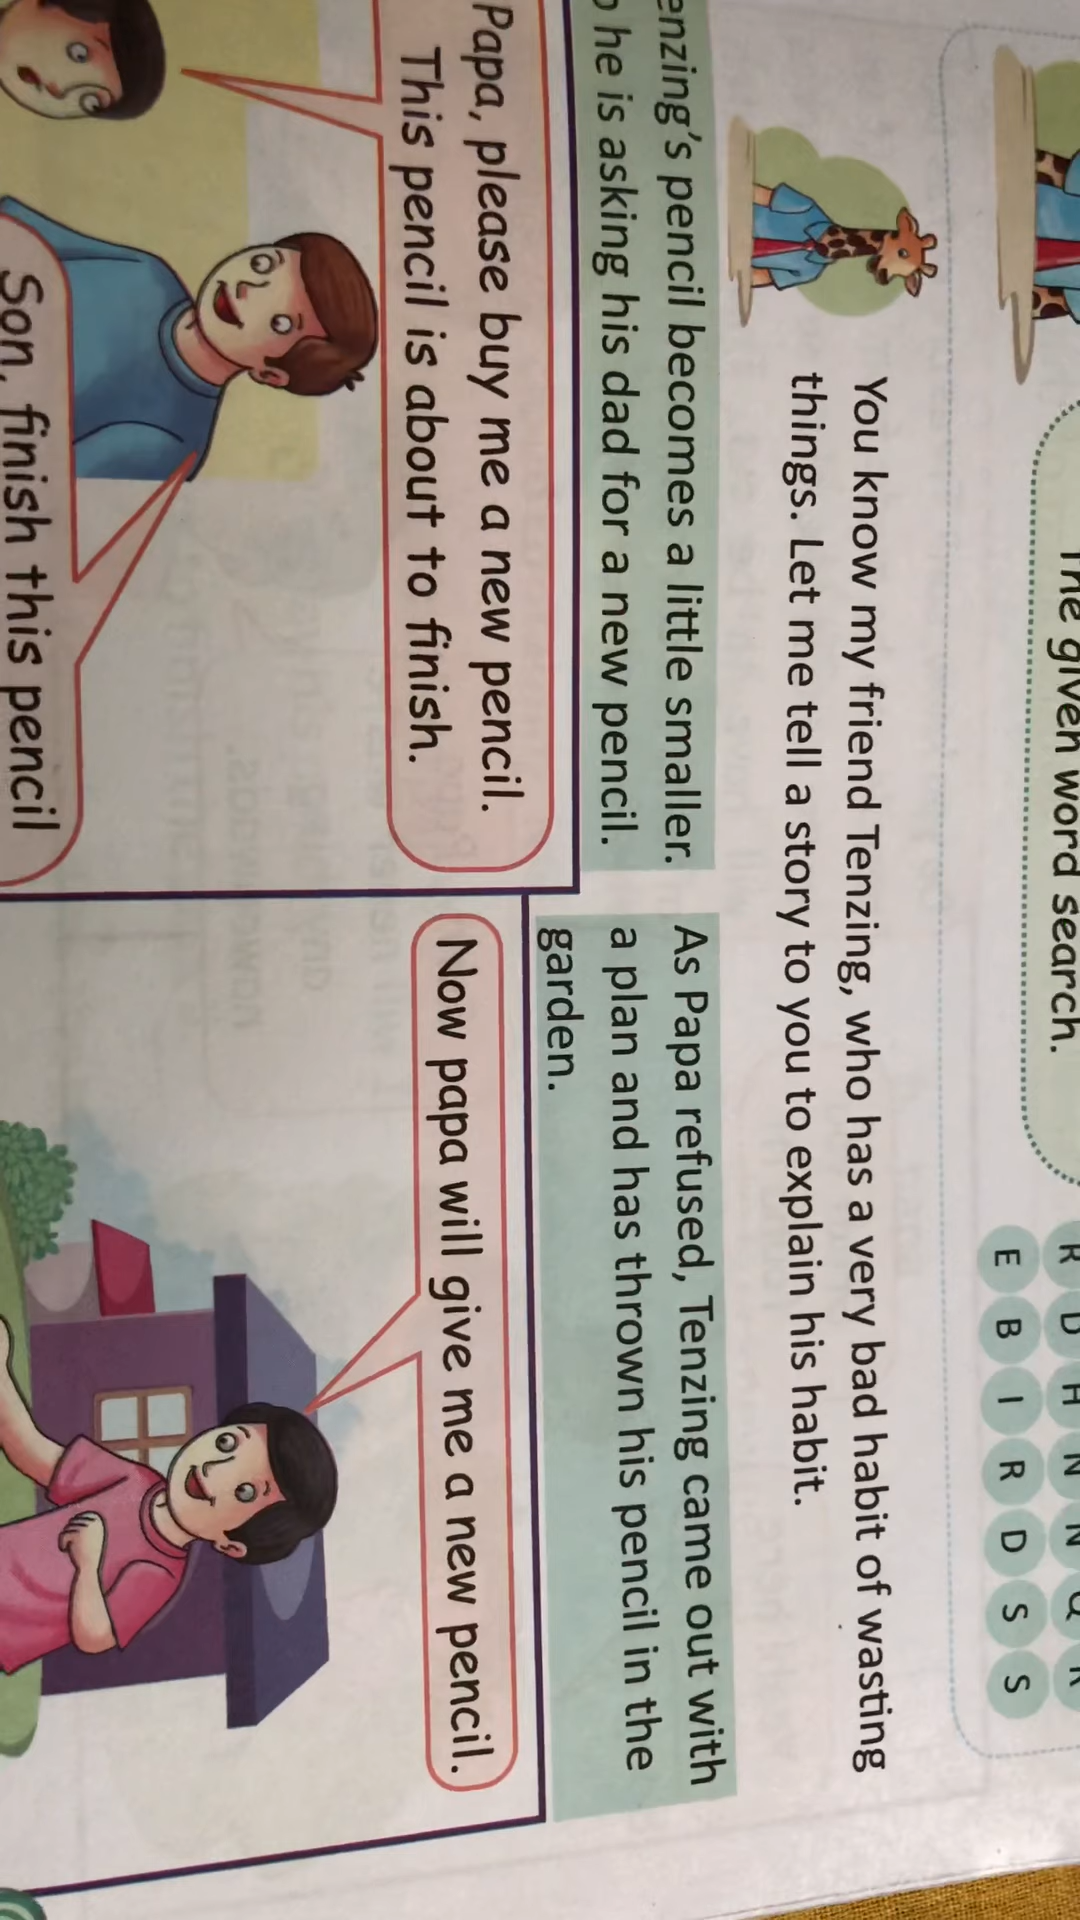 The given word search.
E B I R D S S
You know my friend Tenzing, who has a very bad habit of wasting
things. Let me tell a story to you to explain his habit.
pencil becomes a little smaller.
he is asking his dad for a new pencil.
Papa, please buy me a new pencil.
This pencil is about to finish.
Son, finish this pencil
As Papa refused, Tenzing came out with
a plan and has thrown his pencil in the
garden.
Now papa will give me a new pencil.